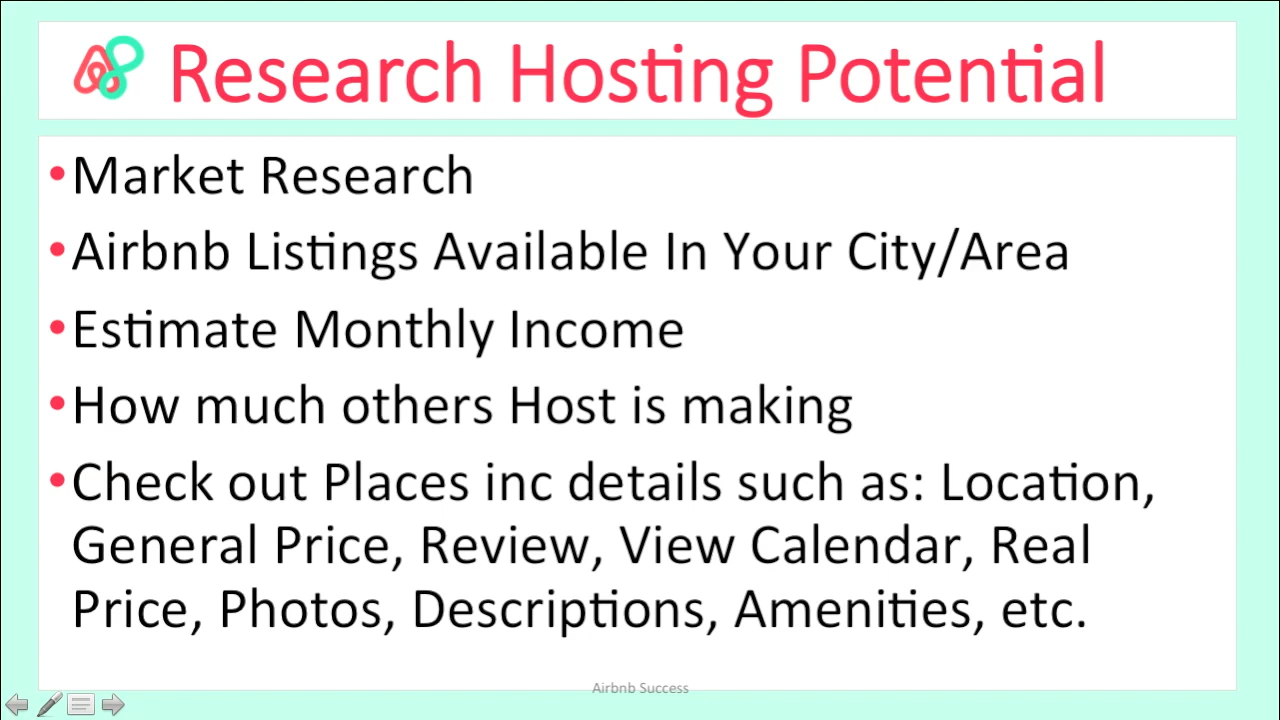 Research Hosting Potential
•Market Research
•Airbnb Listings Available In Your City/Area
•Estimate Monthly Income
•How much others Host is making
•Check out Places inc details such as: Location,
General Price, Review, View Calendar, Real
Price, Photos, Descriptions, Amenities, etc.
Airbnb Success